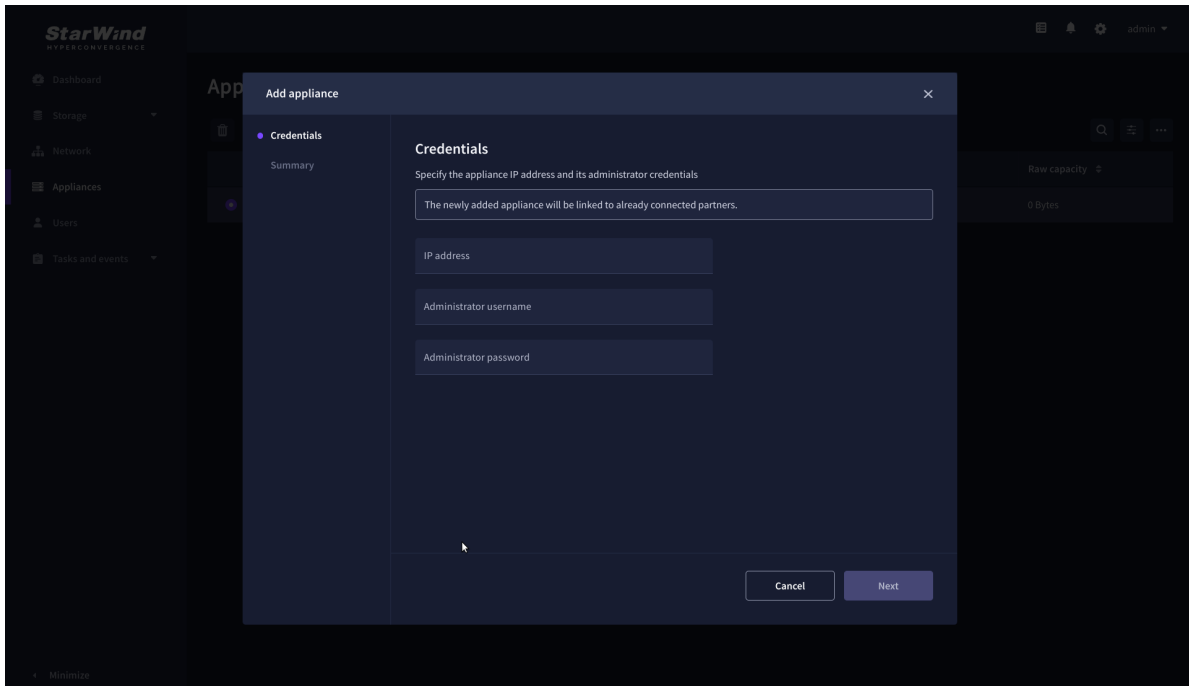 StarWind
HYPERCONVERGENCE
admin
Dashboard
Storage
Network
Appliances
Users
Tasks and events
Minimize
App
Raw capacity
0 Bytes
Add appliance
Credentials
Summary
Credentials
Specify the appliance IP address and its administrator credentials
The newly added appliance will be linked to already connected partners.
IP address
Administrator username
Administrator password
Cancel
Next